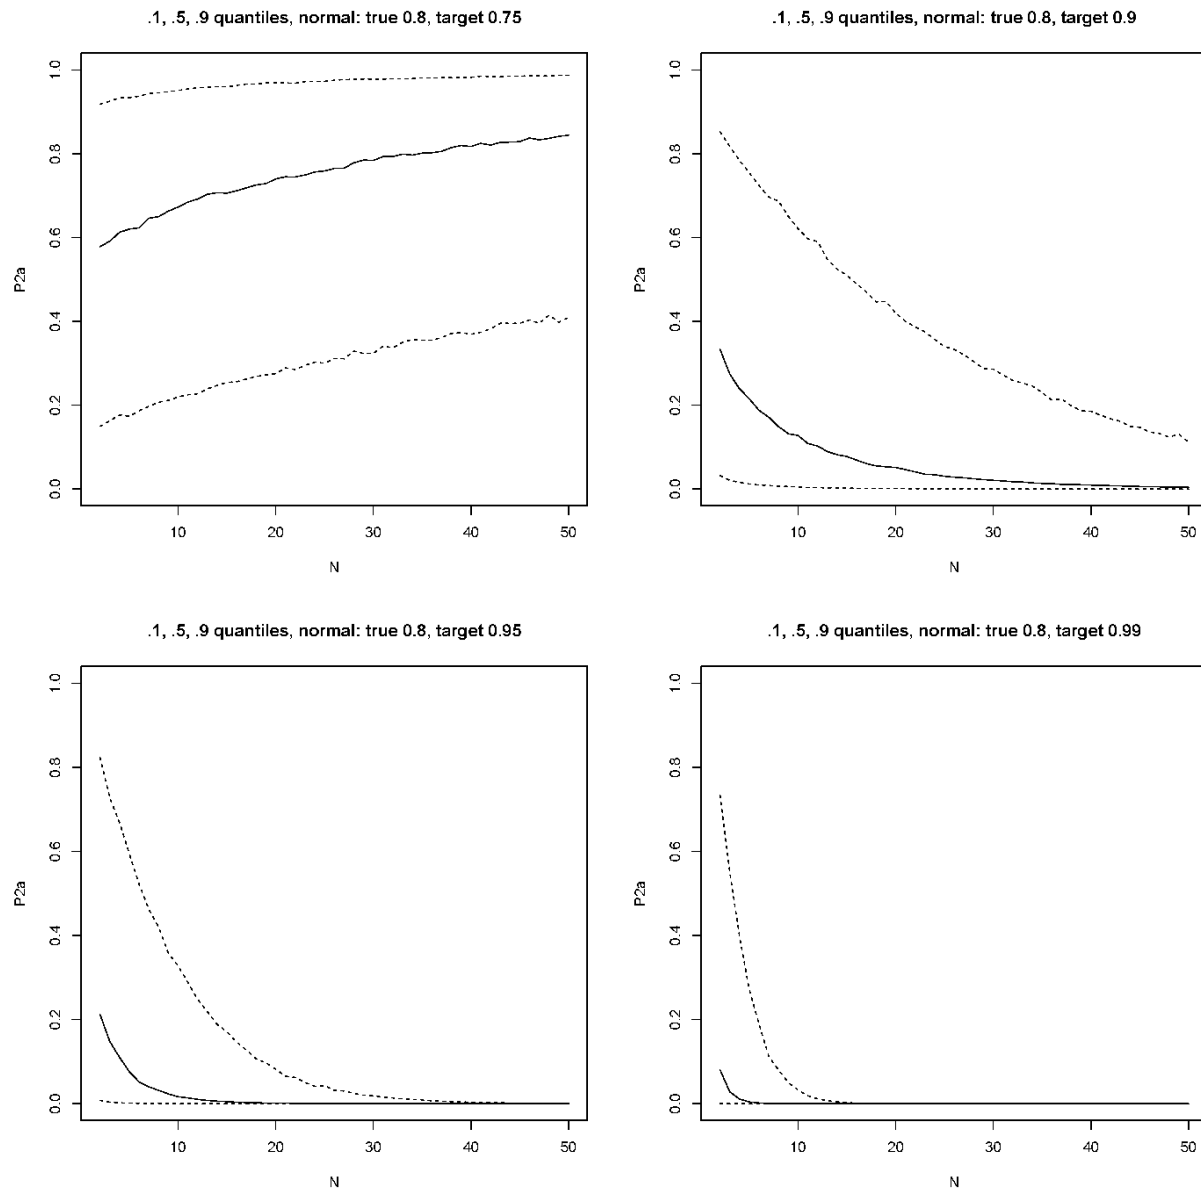 .1, .5, .9 quantiles, normal: true 0.8, target 0.75
1.0
0.8
0.6
0.4
0.2
0.0
P2a
10 20 30 40 50
N
.1, .5, .9 quantiles, normal: true 0.8, target 0.9
1.0
0.8
0.6
0.4
0.2
0.0
P2a
10 20 30 40 50
N
.1, .5, .9 quantiles, normal: true 0.8, target 0.95
1.0
0.8
0.6
0.4
0.2
0.0
P2a
10 20 30 40 50
N
.1, .5, .9 quantiles, normal: true 0.8, target 0.99
1.0
0.8
0.6
0.4
0.2
0.0
P2a
10 20 30 40 50
N